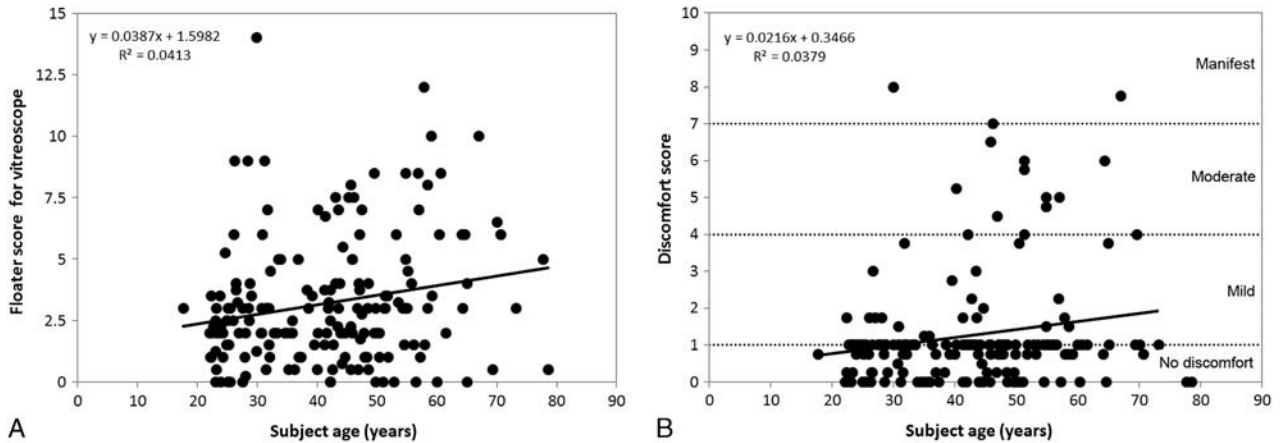 15
12.5
10
7.5
5
2.5
0
y = 0.0387x + 1.5982
R² = 0.0413
Floater score for vitreoscope
0 10 20 30 40 50 60 70 80 90
Subject age (years)
A
10
9
8
7
6
5
4
3
2
1
0
y = 0.0216x + 0.3466
R² = 0.0379
Discomfort score
Manifest
Moderate
Mild
No discomfort
0 10 20 30 40 50 60 70 80 90
Subject age (years)
B